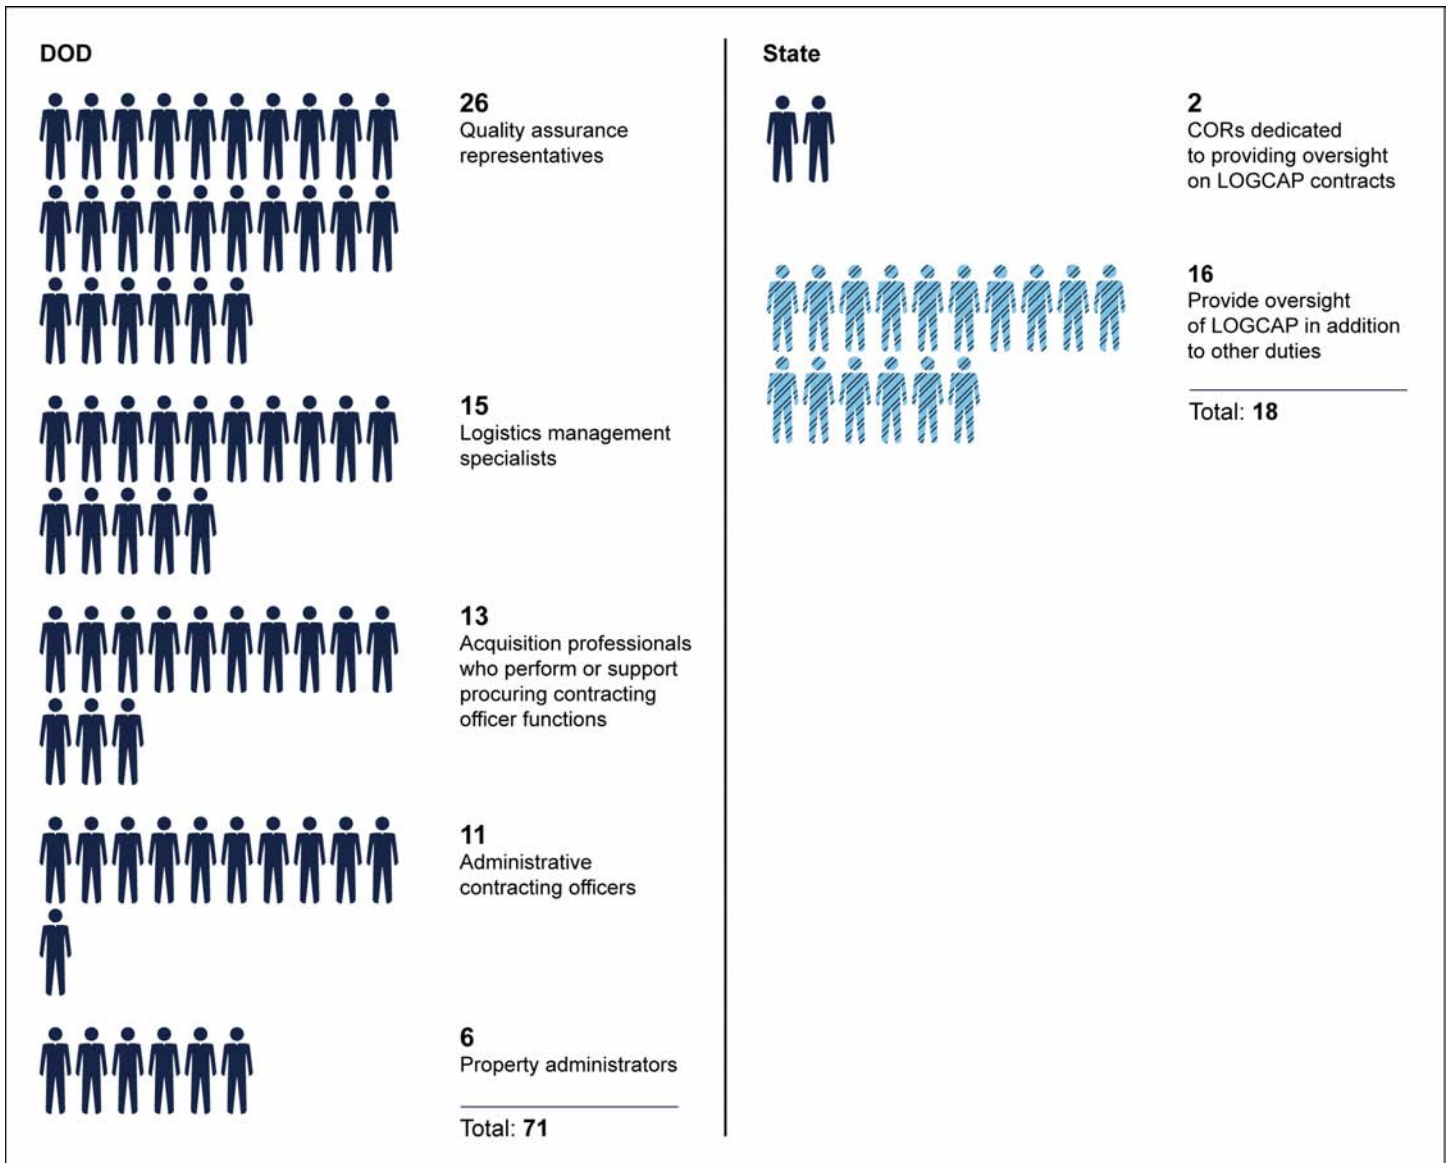 DOD
26
Quality assurance
representatives
15
Logistics management
specialists
13
Acquisition professionals
who perform or support
procuring contracting
officer functions
11
Administrative
contracting officers
6
Property administrators
Total: 71
State
2
CORs dedicated
to providing oversight
on LOGCAP contracts
16
Provide oversight
of LOGCAP in addition
to other duties
Total: 18